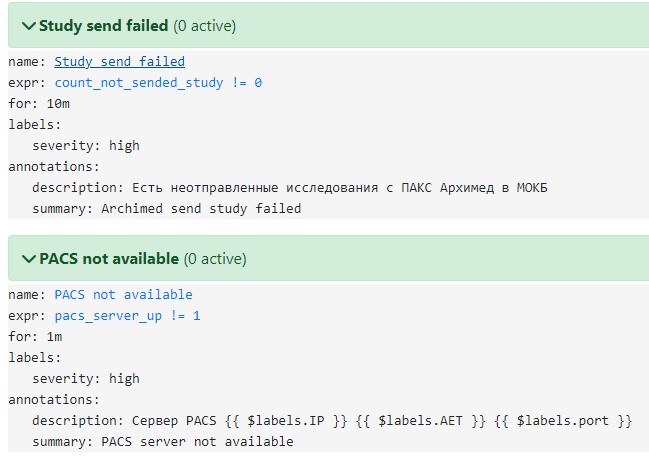 Study send failed (0 active)
name: Study send failed
expr: count_not_sended_study != 0
for: 10m
labels:
severity: high
annotations:
description: Есть неотправленные исследования с ПАКС Архимед в МОКБ
summary: Archimed send study failed
PACS not available (0 active)
name: PACS not available
expr: pacs_server_up != 1
for: 1m
labels:
severity: high
annotations:
description: Сервер PACS {{ $labels.IP }} {{ $labels.AET }} {{ $labels.port }}
summary: PACS server not available